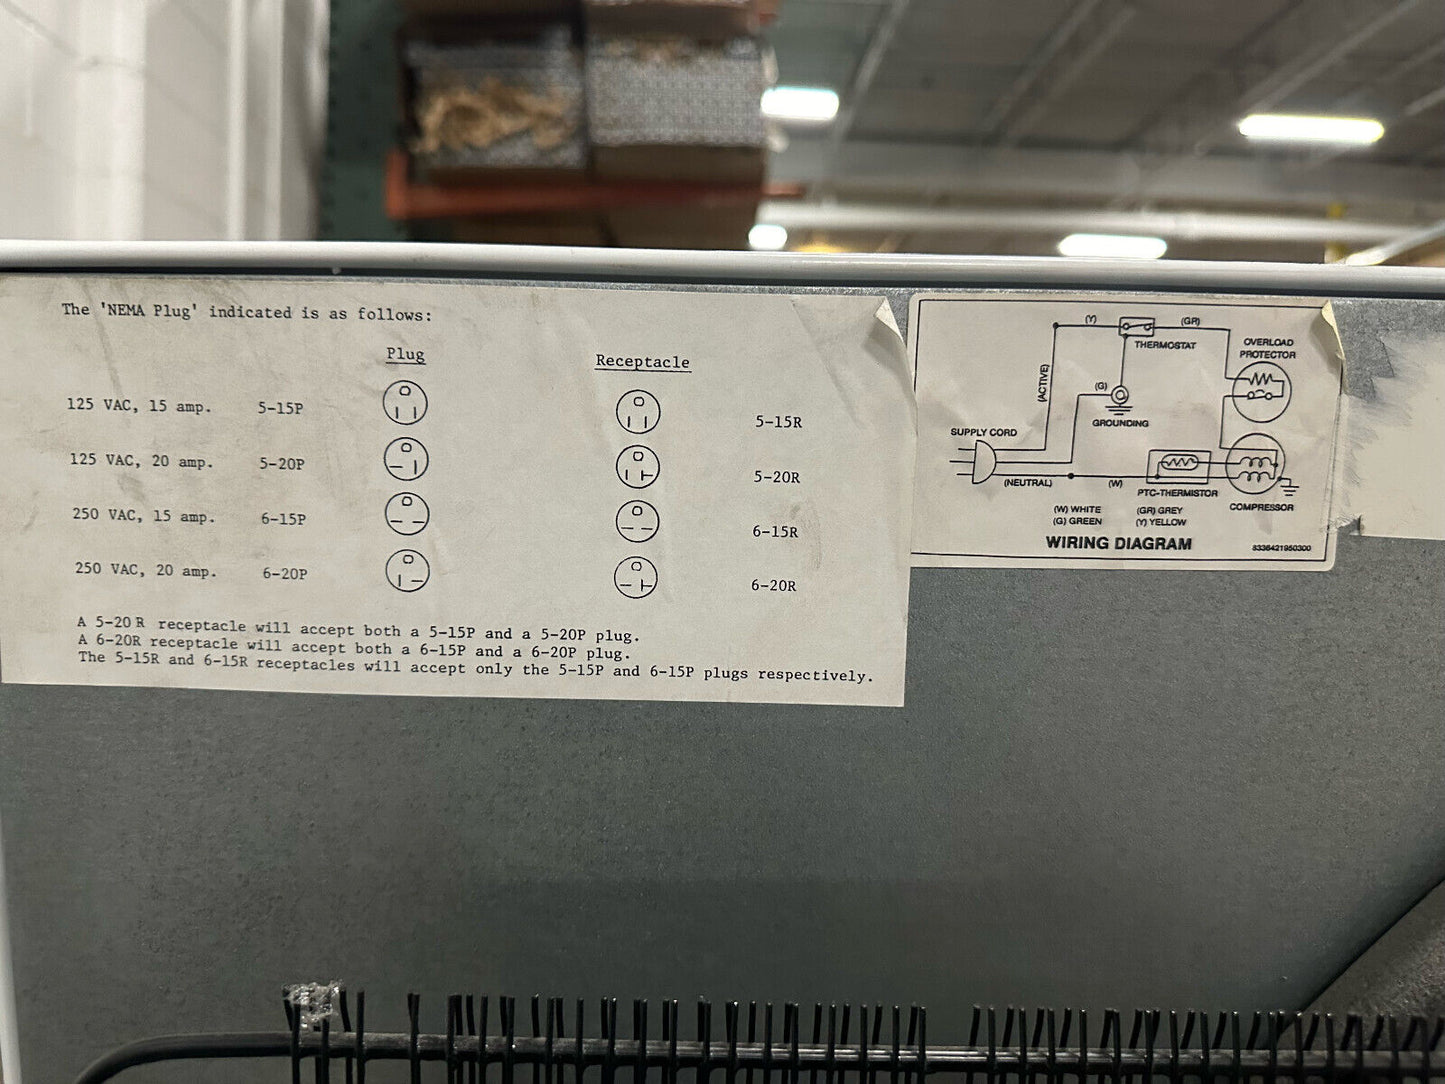 The 'NEMA Plug' indicated is as follows:
Plug
Receptacle
125 VAC, 15 amp. 5-15P 5-15R
125 VAC, 20 amp. 5-20P 5-20R
250 VAC, 15 amp. 6-15P 6-15R
250 VAC, 20 amp. 6-20P 6-20R
A 5-20 R receptacle will accept both a 5-15P and a 5-20P plug.
A 6-20R receptacle will accept both a 6-15P and a 6-20P plug.
The 5-15R and 6-15R receptacles will accept only the 5-15P and 6-15P plugs respectively.
(Y)
(GR)
THERMOSTAT
OVERLOAD
PROTECTOR
(ACTIVE)
(G)
GROUNDING
SUPPLY CORD
(NEUTRAL)
(W)
PTC-THERMISTOR
COMPRESSOR
(W) WHITE (GR) GREY
(G) GREEN (Y) YELLOW
WIRING DIAGRAM
8336421950300